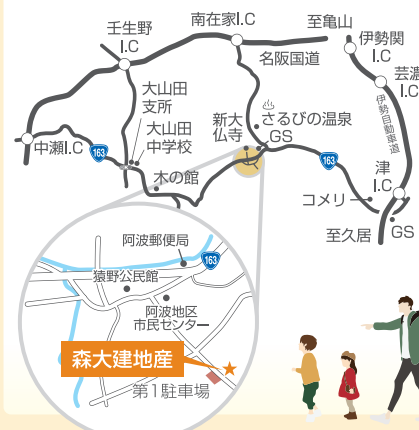 壬生野
I.C
南在家I.C
至亀山
伊勢関
I.C
名阪国道
芸濃
I.C
大山田
支所
大山田
中学校
新大
仏寺
さるびの温泉
GS
伊勢自動車道
中瀬I.C
163
木の館
163
津
I.C
コメリ
至久居
GS
阿波郵便局
163
猿野公民館
阿波地区
市民センター
森大建地産
第1駐車場